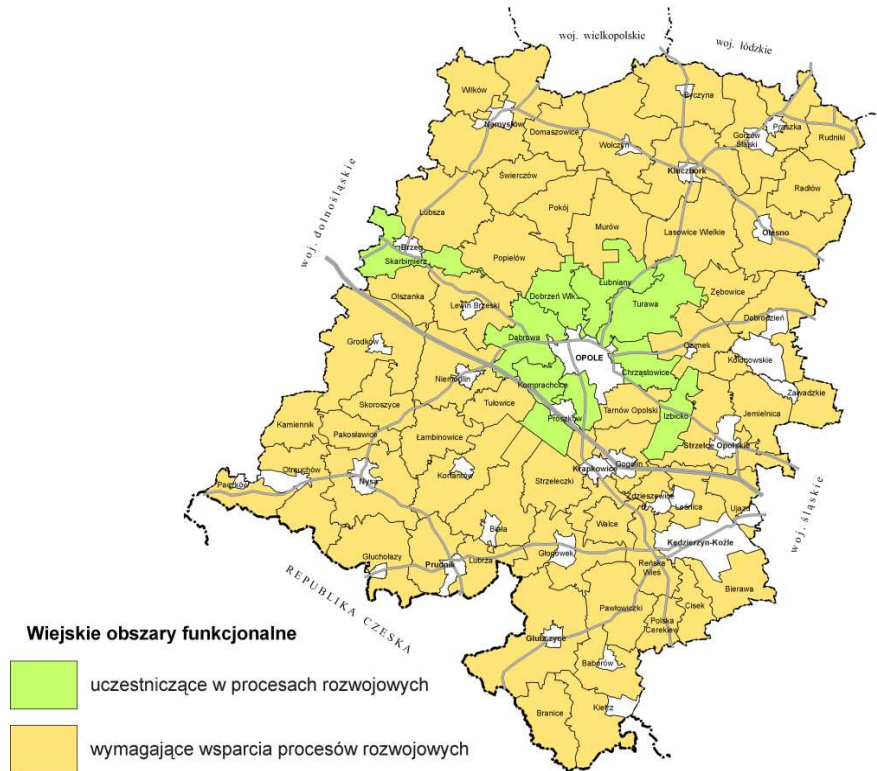 woj. wielkopolskie
woj. łódzkie
Wilków
Byczyna
Namysłów
Domaszowice
Praszka
Gorzów
Śląski
Rudniki
Wołczyn
Kluczbork
Świerczów
Radłów
woj. dolnośląskie
Lubsza
Pokój
Murów
Lasowice Wielkie
Olesno
Brzeg
Skarbimierz
Popielów
Łubniany
Zębowice
Olszanka
Dobrzeń Wlk.
Turawa
Lewin Brzeski
Dobrodzień
Grodków
Dąbrowa
OPOLE
Ozimek
Kolonowskie
Niemodlin
Komprachcice
Chrząstowice
Zawadzkie
Skoroszyce
Tułowice
Prószków
Tarnów Opolski
Izbicko
Jemielnica
Kamiennik
Pakosławice
Łambinowice
Strzelce Opolskie
Paczków
Otmuchów
Nysa
Korfantów
Strzeleczki
Krapkowice
Gogolin
Zdzieszowice
Leśnica
Ujazd
woj. śląskie
Biała
Walce
Kędzierzyn-Koźle
Głuchołazy
Prudnik
Lubrza
Głogówek
Reńska
Wieś
Bierawa
REPUBLIKA CZESKA
Pawłowiczki
Cisek
Polska
Cerekiew
Głubczyce
Baborów
Branice
Kietrz
Wiejskie obszary funkcjonalne
uczestniczące w procesach rozwojowych
wymagające wsparcia procesów rozwojowych